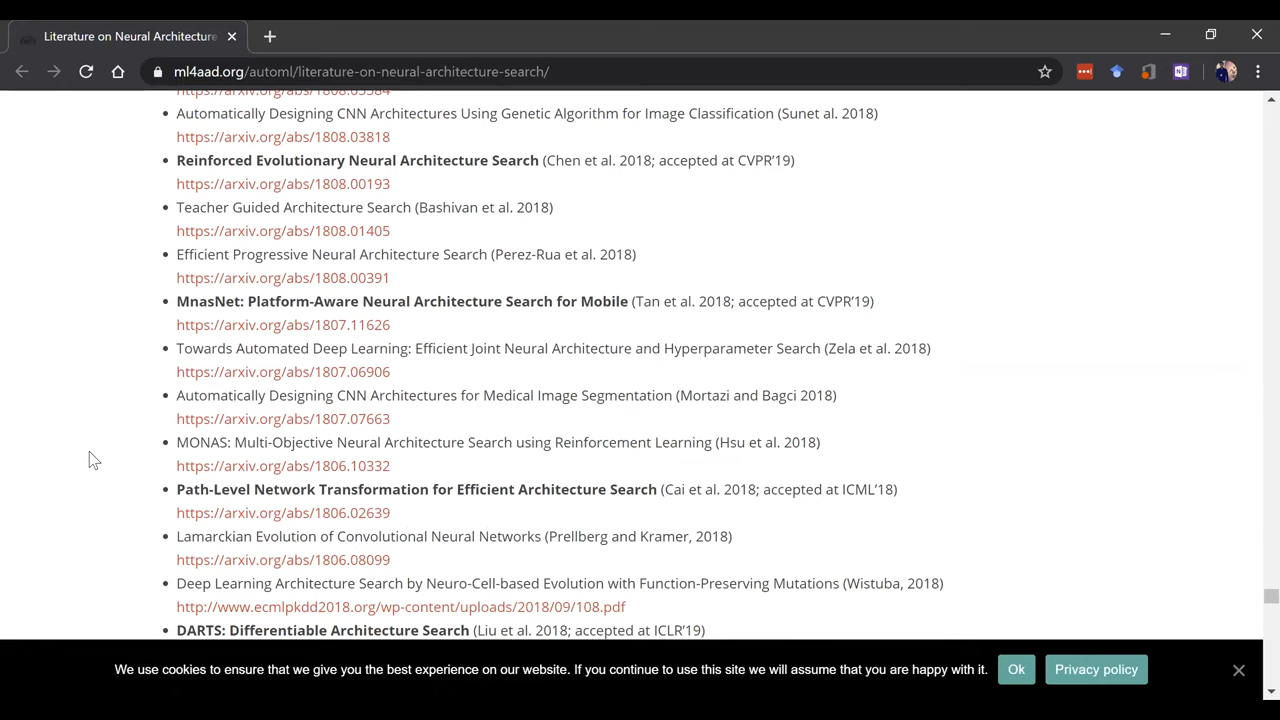 Literature on Neural Architecture
ml4aad.org/automl/literature-on-neural-architecture-search/
https://arxiv.org/abs/1808.05584
Automatically Designing CNN Architectures Using Genetic Algorithm for Image Classification (Sunet al. 2018)
https://arxiv.org/abs/1808.03818
Reinforced Evolutionary Neural Architecture Search (Chen et al. 2018; accepted at CVPR’19)
https://arxiv.org/abs/1808.00193
Teacher Guided Architecture Search (Bashivan et al. 2018)
https://arxiv.org/abs/1808.01405
Efficient Progressive Neural Architecture Search (Perez-Rua et al. 2018)
https://arxiv.org/abs/1808.00391
MnasNet: Platform-Aware Neural Architecture Search for Mobile (Tan et al. 2018; accepted at CVPR’19)
https://arxiv.org/abs/1807.11626
Towards Automated Deep Learning: Efficient Joint Neural Architecture and Hyperparameter Search (Zela et al. 2018)
https://arxiv.org/abs/1807.06906
Automatically Designing CNN Architectures for Medical Image Segmentation (Mortazi and Bagci 2018)
https://arxiv.org/abs/1807.07663
MONAS: Multi-Objective Neural Architecture Search using Reinforcement Learning (Hsu et al. 2018)
https://arxiv.org/abs/1806.10332
Path-Level Network Transformation for Efficient Architecture Search (Cai et al. 2018; accepted at ICML’18)
https://arxiv.org/abs/1806.02639
Lamarckian Evolution of Convolutional Neural Networks (Prellberg and Kramer, 2018)
https://arxiv.org/abs/1806.08099
Deep Learning Architecture Search by Neuro-Cell-based Evolution with Function-Preserving Mutations (Wistuba, 2018)
http://www.ecmlpkdd2018.org/wp-content/uploads/2018/09/108.pdf
DARTS: Differentiable Architecture Search (Liu et al. 2018; accepted at ICLR’19)
We use cookies to ensure that we give you the best experience on our website. If you continue to use this site we will assume that you are happy with it. Ok Privacy policy